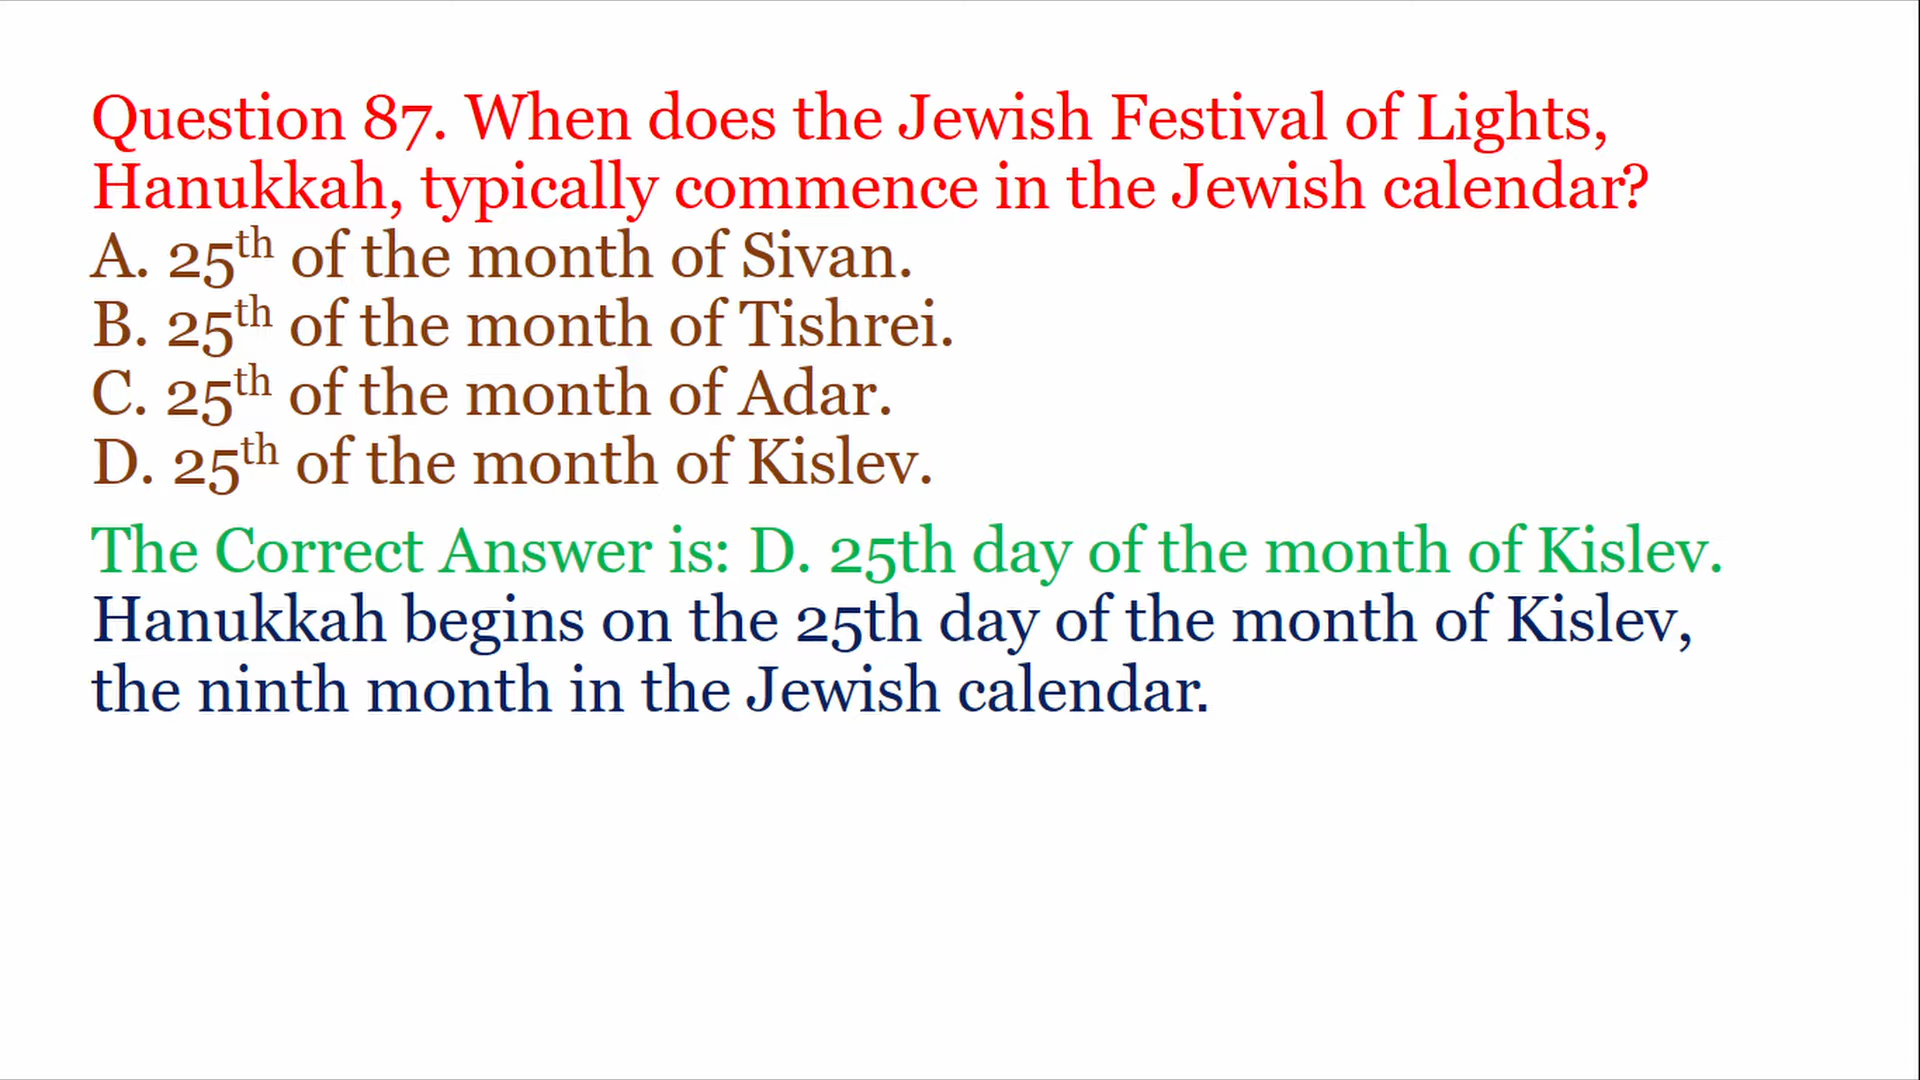 Question 87. When does the Jewish Festival of Lights,
Hanukkah, typically commence in the Jewish calendar?
A. 25th of the month of Sivan.
B. 25th of the month of Tishrei.
C. 25th of the month of Adar.
D. 25th of the month of Kislev.
The Correct Answer is: D. 25th day of the month of Kislev.
Hanukkah begins on the 25th day of the month of Kislev,
the ninth month in the Jewish calendar.